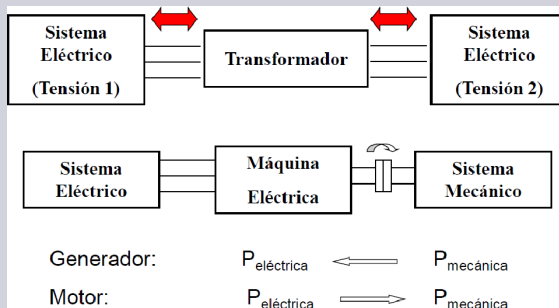 Sistema
Eléctrico
(Tensión 1)
Transformador
Sistema
Eléctrico
(Tensión 2)
Sistema
Eléctrico
Máquina
Eléctrica
Sistema
Mecánico
Generador: Peléctrica Pmecánica
Motor: Peléctrica Pmecánica